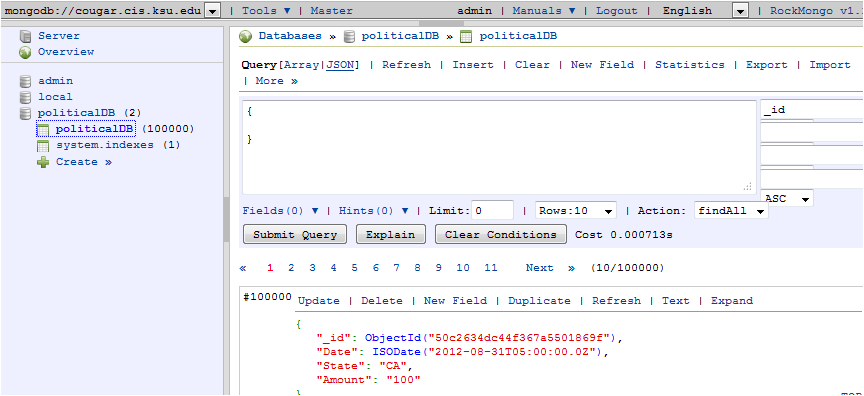 mongodb://cougar.cis.ksu.edu | Tools ▼ | Master admin | Manuals ▼ | Logout English | RockMongo v1.
Server
Overview
admin
local
politicalDB (2)
politicalDB (100000)
system.indexes (1)
Create »
Databases » politicalDB » politicalDB
Query[Array|JSON] | Refresh | Insert | Clear | New Field | Statistics | Export | Import
| More »
{
_id
}
ASC
Fields(0) ▼ | Hints(0) ▼ | Limit: 0 | Rows:10 | Action: findAll
Submit Query Explain Clear Conditions Cost 0.000713s
« 1 2 3 4 5 6 7 8 9 10 11 Next » (10/100000)
#100000 Update | Delete | New Field | Duplicate | Refresh | Text | Expand
{
"_id": ObjectId("50c2634dc44f367a5501869f"),
"Date": ISODate("2012-08-31T05:00:00.0Z"),
"State": "CA",
"Amount": "100"
}